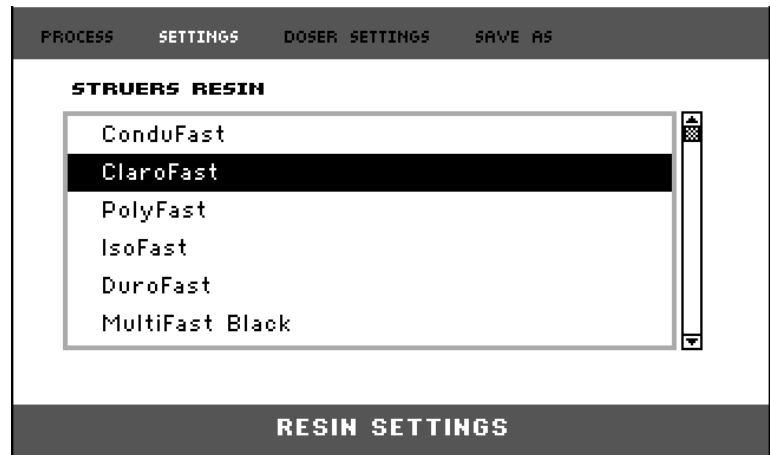 PROCESS SETTINGS DOSER SETTINGS SAVE AS
STRUERS RESIN
ConduFast
ClaroFast
PolyFast
IsoFast
DuroFast
MultiFast Black
RESIN SETTINGS